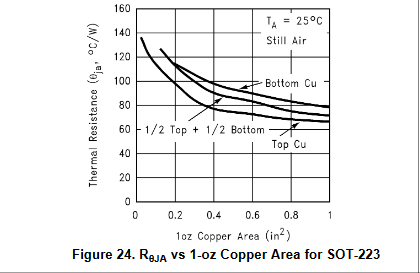 160
140
120
100
80
60
40
20
0
Thermal Resistance (θja, °C/W)
TA = 25°C
Still Air
Bottom Cu
1/2 Top + 1/2 Bottom
Top Cu
0 0.2 0.4 0.6 0.8 1
1oz Copper Area (in²)
Figure 24. RθJA vs 1-oz Copper Area for SOT-223